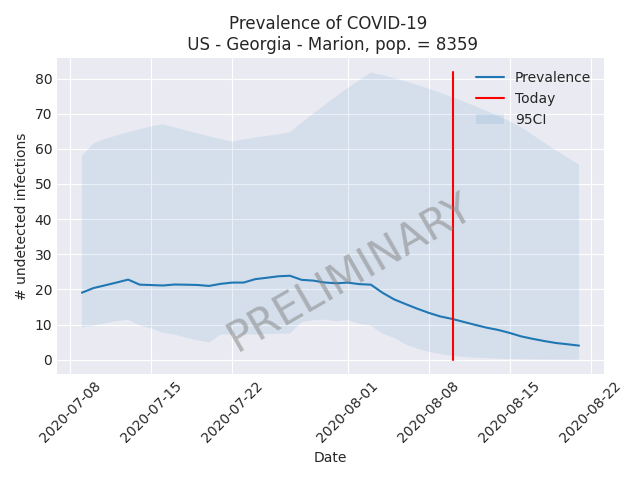 Prevalence of COVID-19
US - Georgia - Marion, pop. = 8359
# undetected infections
80
70
60
50
40
30
20
10
0
Prevalence
Today
95CI
PRELIMINARY
2020-07-08
2020-07-15
2020-07-22
2020-08-01
2020-08-08
2020-08-15
2020-08-22
Date